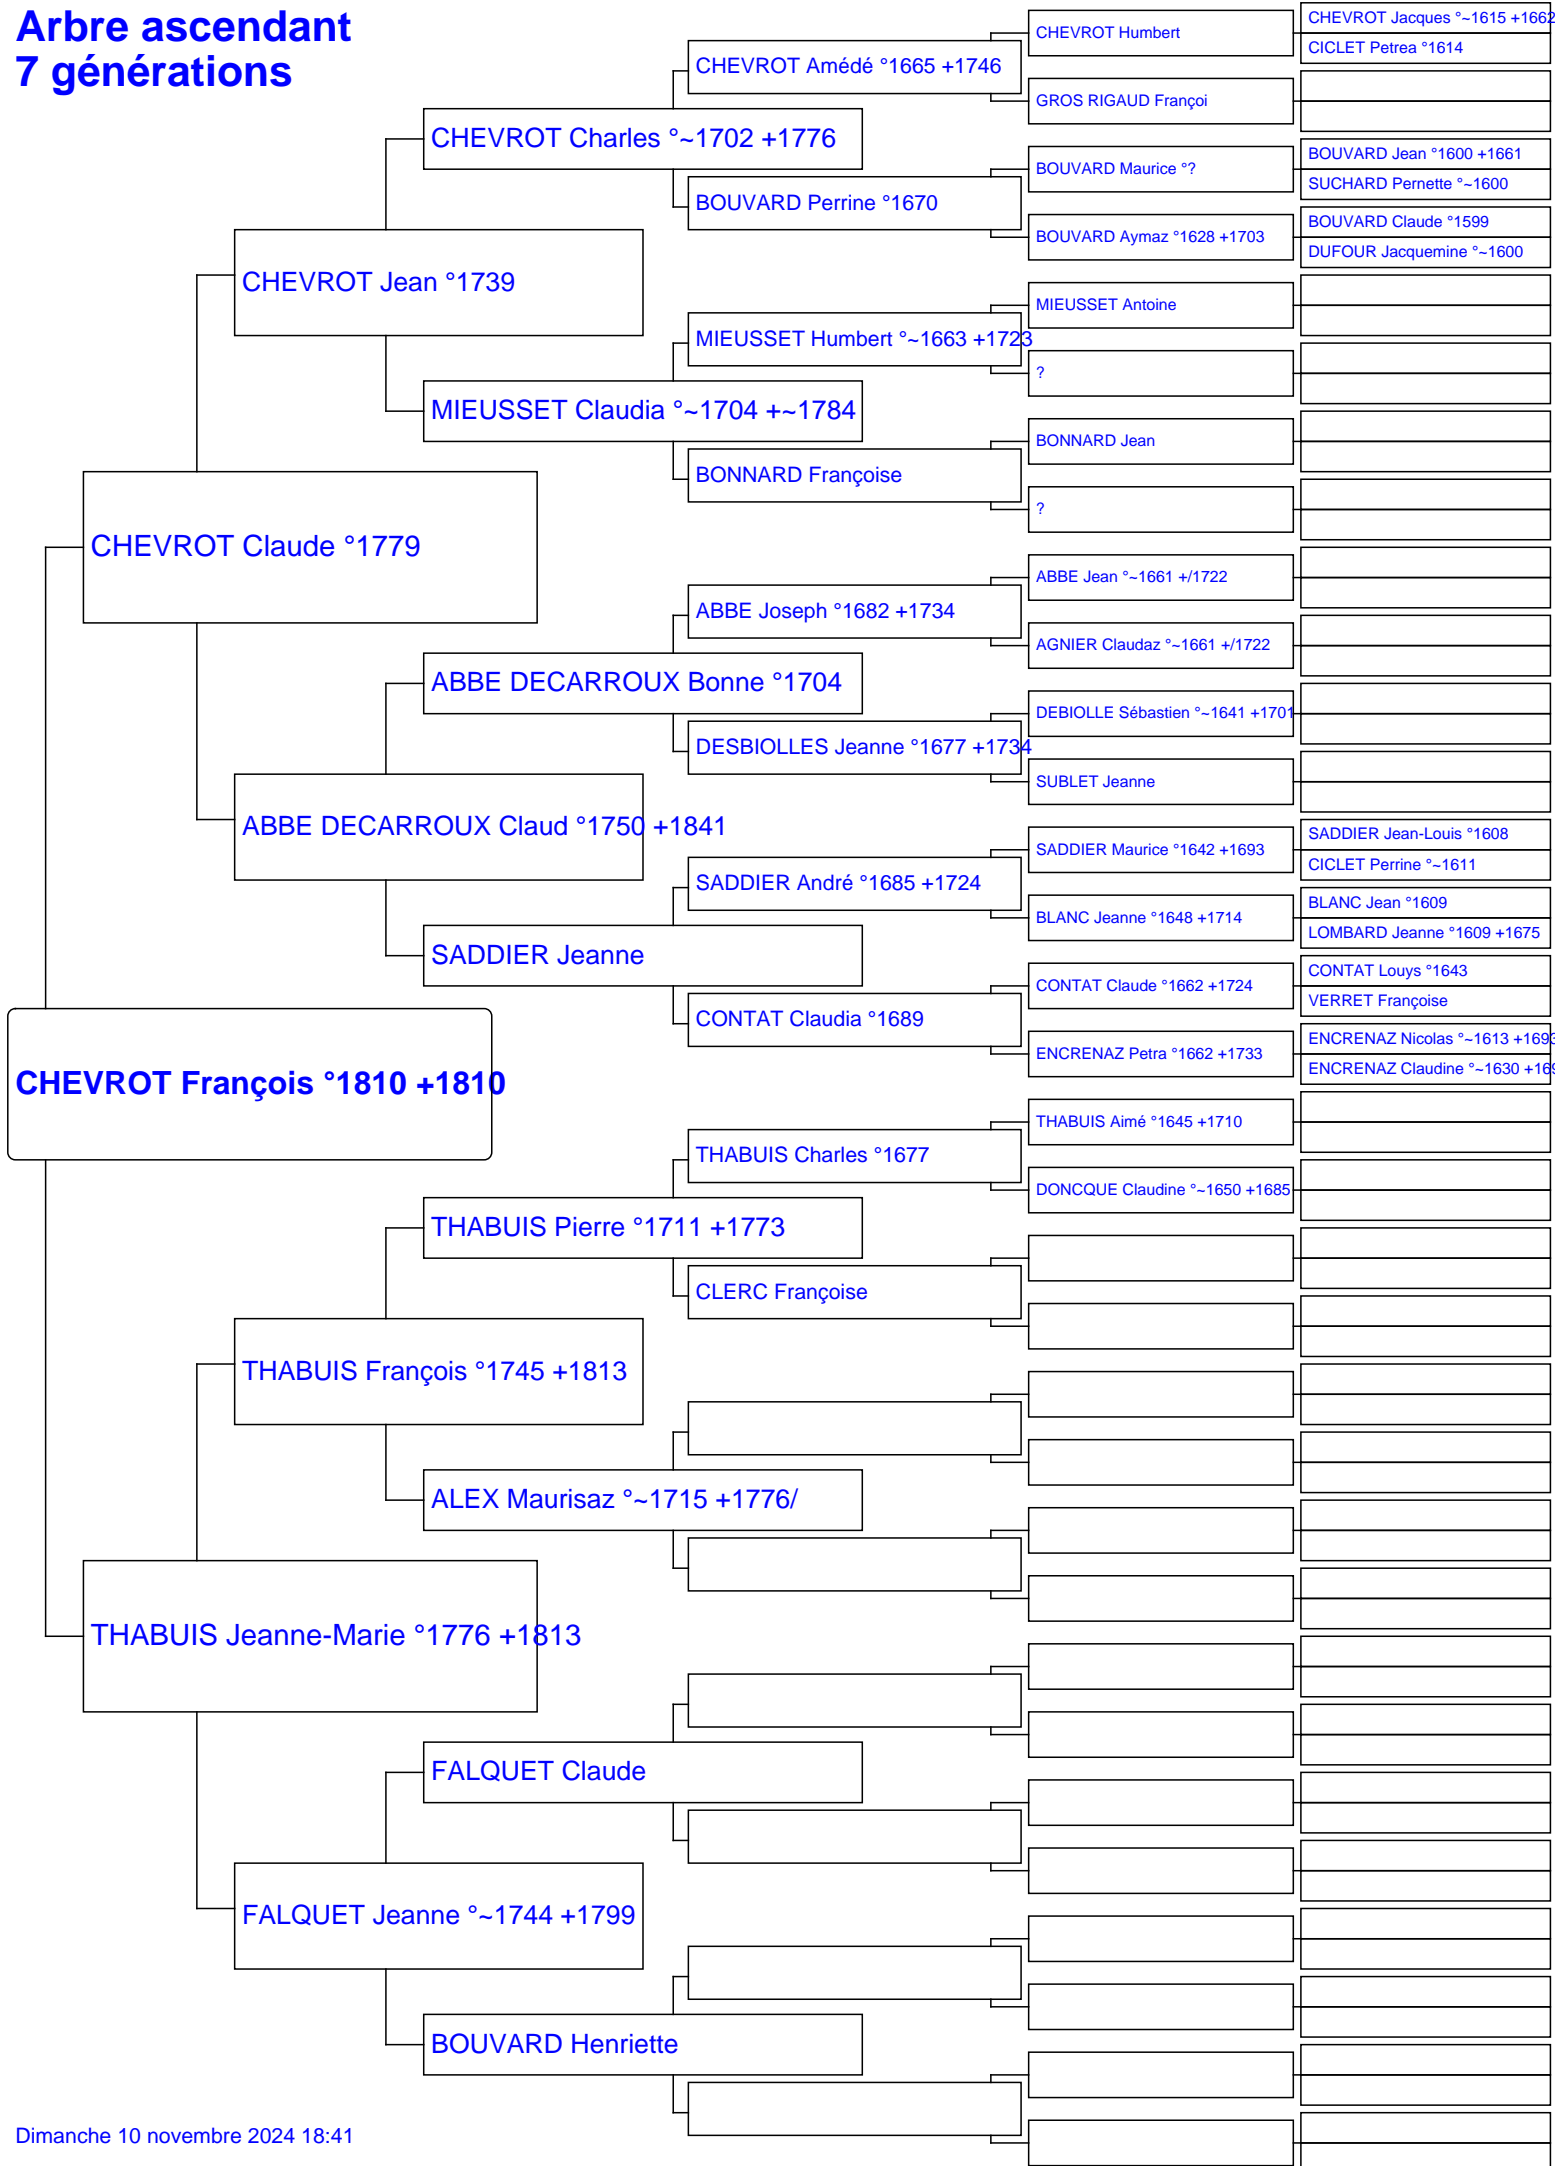 Arbre ascendant
7 générations
CHEVROT François °1810 +1810
CHEVROT Claude °1779
THABUIS Jeanne-Marie °1776 +1813
CHEVROT Jean °1739
ABBE DECARROUX Claud °1750 +1841
THABUIS François °1745 +1813
FALQUET Jeanne °~1744 +1799
CHEVROT Charles °~1702 +1776
MIEUSSET Claudia °~1704 +~1784
ABBE DECARROUX Bonne °1704
SADDIER Jeanne
THABUIS Pierre °1711 +1773
ALEX Maurisaz °~1715 +1776/
FALQUET Claude
BOUVARD Henriette
CHEVROT Amédé °1665 +1746
BOUVARD Perrine °1670
MIEUSSET Humbert °~1663 +1723
BONNARD Françoise
ABBE Joseph °1682 +1734
DESBIOLLES Jeanne °1677 +1734
SADDIER André °1685 +1724
CONTAT Claudia °1689
THABUIS Charles °1677
CLERC Françoise
CHEVROT Humbert
GROS RIGAUD Françoi
BOUVARD Maurice °?
BOUVARD Aymaz °1628 +1703
MIEUSSET Antoine
?
BONNARD Jean
?
ABBE Jean °~1661 +/1722
AGNIER Claudaz °~1661 +/1722
DEBIOLLE Sébastien °~1641 +1701
SUBLET Jeanne
SADDIER Maurice °1642 +1693
BLANC Jeanne °1648 +1714
CONTAT Claude °1662 +1724
ENCRENAZ Petra °1662 +1733
THABUIS Aimé °1645 +1710
DONCQUE Claudine °~1650 +1685
CHEVROT Jacques °~1615 +1662
CICLET Petrea °1614
BOUVARD Jean °1600 +1661
SUCHARD Pernette °~1600
BOUVARD Claude °1599
DUFOUR Jacquemine °~1600
SADDIER Jean-Louis °1608
CICLET Perrine °~1611
BLANC Jean °1609
LOMBARD Jeanne °1609 +1675
CONTAT Louys °1643
VERRET Françoise
ENCRENAZ Nicolas °~1613 +1693
ENCRENAZ Claudine °~1630
Dimanche 10 novembre 2024 18:41